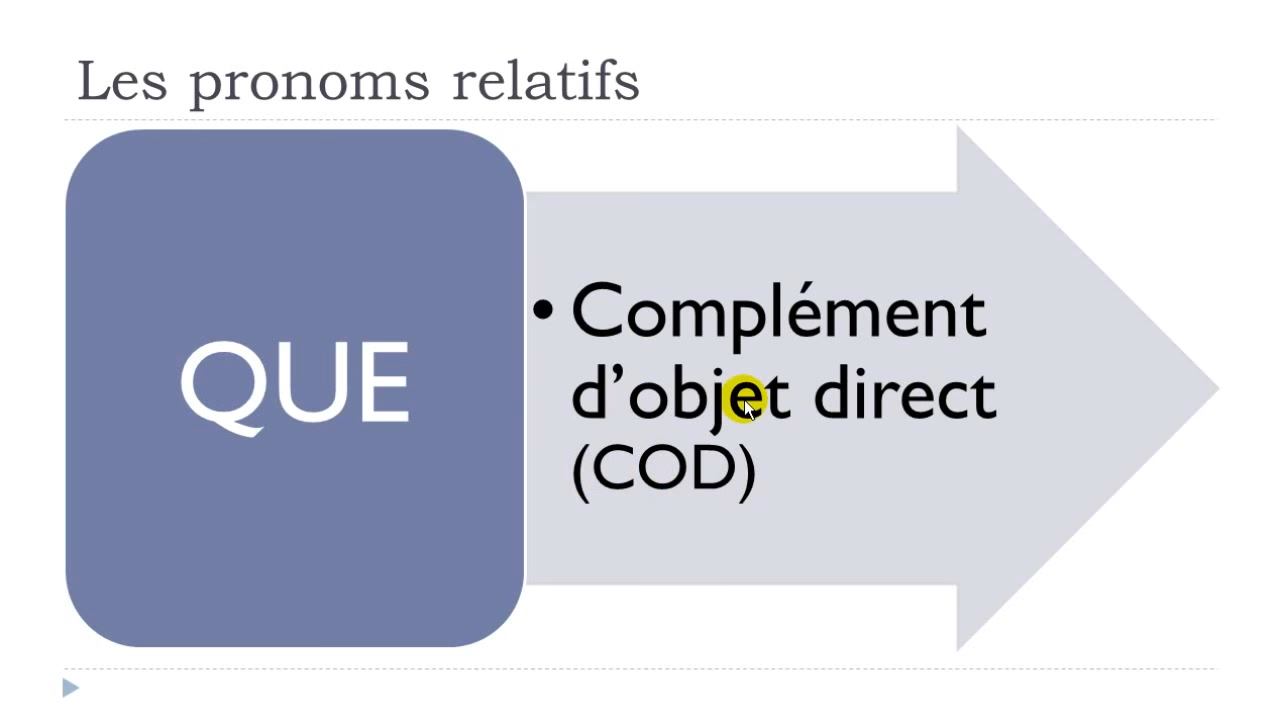 Les pronoms relatifs
QUE
• Complément
d’objet direct
(COD)